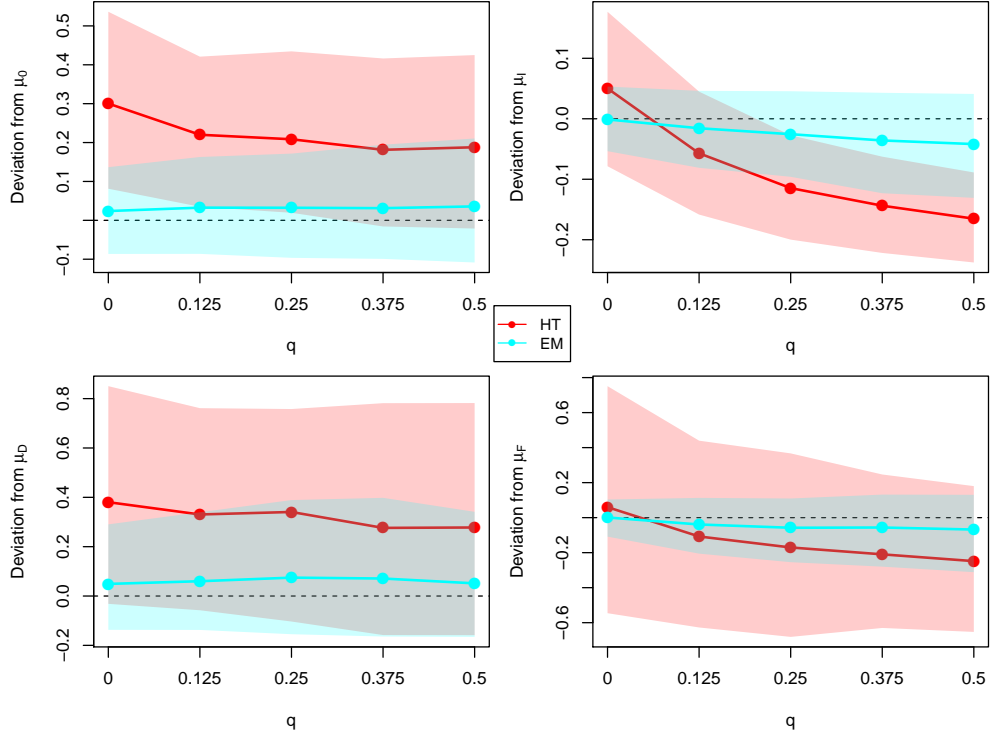 Deviation from μ0
−0.1 0.1 0.2 0.3 0.4 0.5
0 0.125 0.25 0.375 0.5
q
Deviation from μI
−0.2 −0.1 0.0 0.1
0 0.125 0.25 0.375 0.5
q
HT
EM
Deviation from μD
−0.2 0.0 0.2 0.4 0.6 0.8
0 0.125 0.25 0.375 0.5
q
Deviation from μF
−0.6 −0.2 0.2 0.6
0 0.125 0.25 0.375 0.5
q